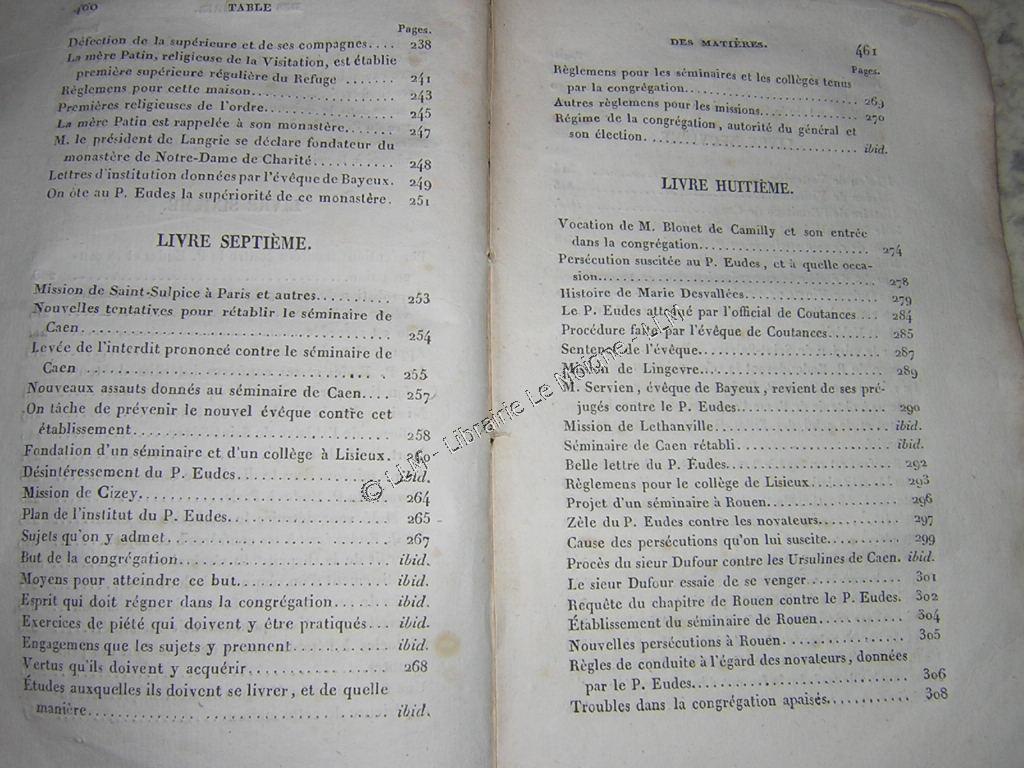 460 TABLE
Pages.
Défection de la supérieure et de ses compagnes.... 238
La mère Patin, religieuse de la Visitation, est établie
première supérieure régulière du Refuge ....... 241
Règlemens pour cette maison.................... 243
Premières religieuses de l'ordre.................. 245
La mère Patin est rappelée à son monastère....... 247
M. le président de Langrie se déclare fondateur du
monastère de Notre-Dame de Charité............ 248
Lettres d'institution données par l'évêque de Bayeux. 249
On ôte au P. Eudes la supériorité de ce monastère. 251
LIVRE SEPTIÈME.
Mission de Saint-Sulpice à Paris et autres.......... 253
Nouvelles tentatives pour rétablir le séminaire de
Caen........................................ 254
Levée de l'interdit prononcé contre le séminaire de
Caen ....................................... 255
Nouveaux assauts donnés au séminaire de Caen.... 257
On tâche de prévenir le nouvel évêque contre cet
établissement................................ 258
Fondation d'un séminaire et d'un collège à Lisieux. 260
Désintéressement du P. Eudes.................... ibid.
Mission de Cizey................................ 264
Plan de l'institut du P. Eudes.................... 265
Sujets qu'on y admet............................ 267
But de la congrégation.......................... ibid.
Moyens pour atteindre ce but.................... ibid.
Esprit qui doit régner dans la congrégation....... ibid.
Exercices de piété qui doivent y être pratiqués... ibid.
Engagemens que les sujets y prennent............ ibid.
Vertus qu'ils doivent y acquérir.................. 268
Études auxquelles ils doivent se livrer, et de quelle
manière..................................... ibid.
DES MATIÈRES. 461
Pages.
Règlemens pour les séminaires et les collèges tenus
par la congrégation.......................... 269
Autres règlemens pour les missions.............. 270
Régime de la congrégation, autorité du général et
son élection................................ ibid.
LIVRE HUITIÈME.
Vocation de M. Blouet de Camilly et son entrée
dans la congrégation......................... 274
Persécution suscitée au P. Eudes, et à quelle occa-
sion........................................ 278
Histoire de Marie Desvallées..................... 279
Le P. Eudes attaqué par l'official de Coutances .... 284
Procédure faite par l'évêque de Coutances........ 285
Sentence de l'évêque............................ 287
Mission de Lingevre............................. 289
M. Servien, évêque de Bayeux, revient de ses pré-
jugés contre le P. Eudes..................... 290
Mission de Lethanville.......................... ibid.
Séminaire de Caen rétabli....................... ibid.
Belle lettre du P. Eudes......................... 292
Règlemens pour le collège de Lisieux............. 293
Projet d'un séminaire à Rouen................... 296
Zèle du P. Eudes contre les novateurs............ 297
Cause des persécutions qu'on lui suscite.......... 299
Procès du sieur Dufour contre les Ursulines de Caen. ibid.
Le sieur Dufour essaie de se venger.............. 301
Requête du chapitre de Rouen contre le P. Eudes. 302
Établissement du séminaire de Rouen............ 304
Nouvelles persécutions à Rouen.................. 305
Règles de conduite à l'égard des novateurs, données
par le P. Eudes.............................. 306
Troubles dans la congrégation apaisés............ 308
© LLM - Librairie Le Moigne - LLM